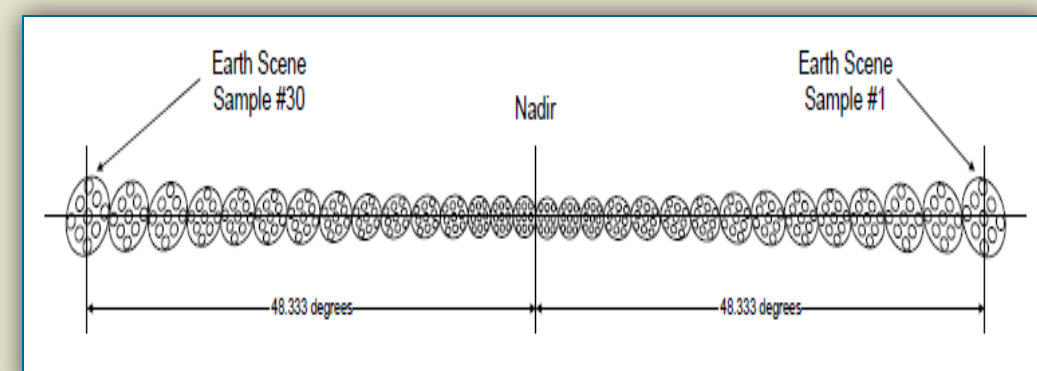 Earth Scene
Sample #30
Nadir
Earth Scene
Sample #1
48.333 degrees
48.333 degrees